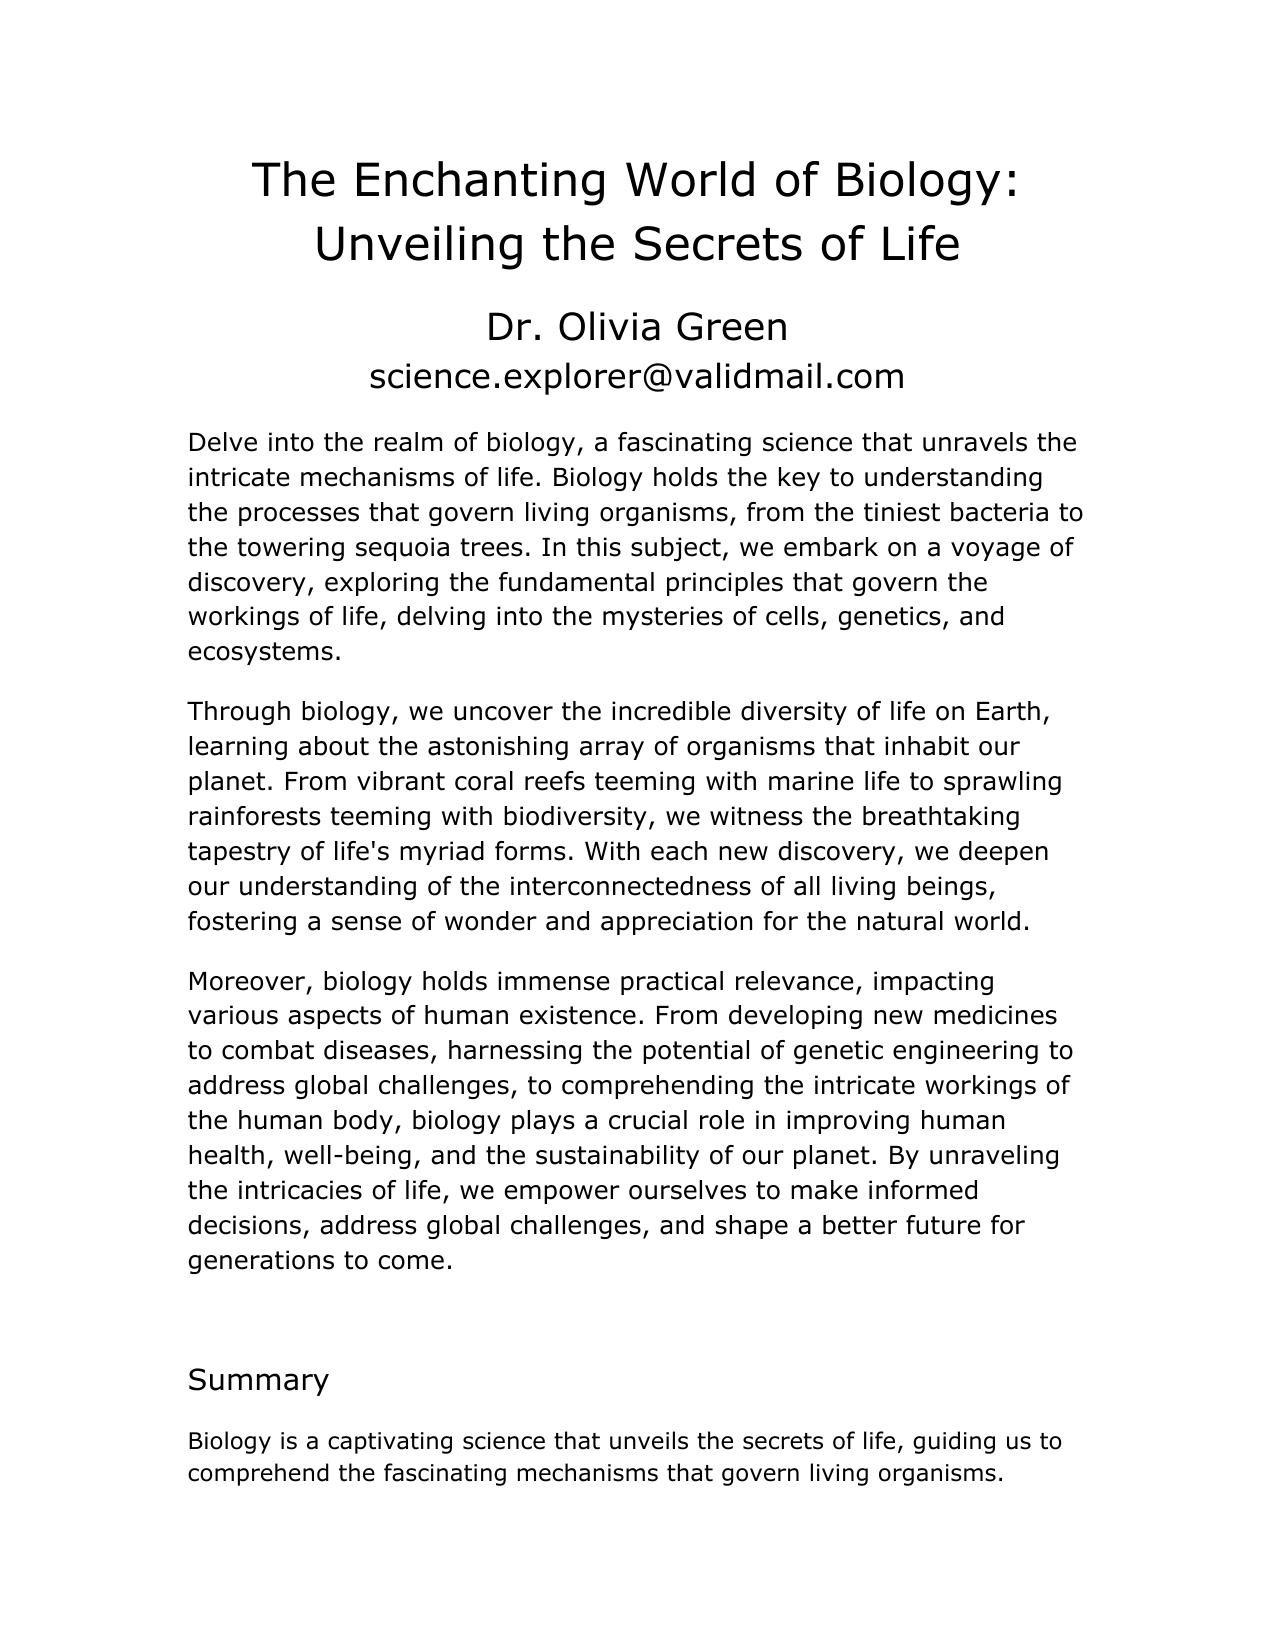 The Enchanting World of Biology:
Unveiling the Secrets of Life
Dr. Olivia Green
science.explorer@validmail.com
Delve into the realm of biology, a fascinating science that unravels the
intricate mechanisms of life. Biology holds the key to understanding
the processes that govern living organisms, from the tiniest bacteria to
the towering sequoia trees. In this subject, we embark on a voyage of
discovery, exploring the fundamental principles that govern the
workings of life, delving into the mysteries of cells, genetics, and
ecosystems.
Through biology, we uncover the incredible diversity of life on Earth,
learning about the astonishing array of organisms that inhabit our
planet. From vibrant coral reefs teeming with marine life to sprawling
rainforests teeming with biodiversity, we witness the breathtaking
tapestry of life's myriad forms. With each new discovery, we deepen
our understanding of the interconnectedness of all living beings,
fostering a sense of wonder and appreciation for the natural world.
Moreover, biology holds immense practical relevance, impacting
various aspects of human existence. From developing new medicines
to combat diseases, harnessing the potential of genetic engineering to
address global challenges, to comprehending the intricate workings of
the human body, biology plays a crucial role in improving human
health, well-being, and the sustainability of our planet. By unraveling
the intricacies of life, we empower ourselves to make informed
decisions, address global challenges, and shape a better future for
generations to come.
Summary
Biology is a captivating science that unveils the secrets of life, guiding us to
comprehend the fascinating mechanisms that govern living organisms.